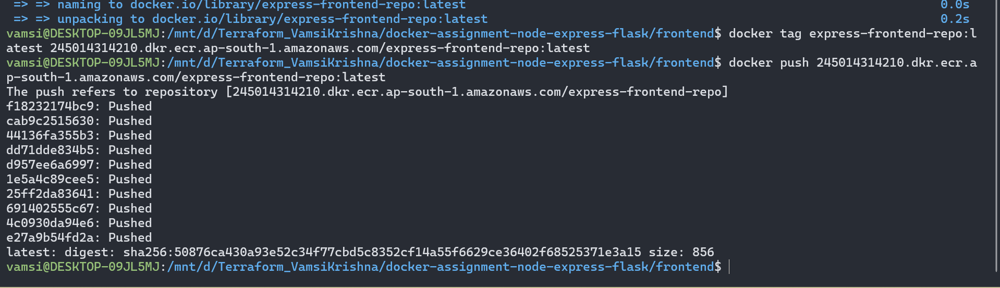 => => naming to docker.io/library/express-frontend-repo:latest 0.0s
=> => unpacking to docker.io/library/express-frontend-repo:latest 0.2s
vamsi@DESKTOP-09JL5MJ:/mnt/d/Terraform_VamsiKrishna/docker-assignment-node-express-flask/frontend$ docker tag express-frontend-repo:l
atest 245014314210.dkr.ecr.ap-south-1.amazonaws.com/express-frontend-repo:latest
vamsi@DESKTOP-09JL5MJ:/mnt/d/Terraform_VamsiKrishna/docker-assignment-node-express-flask/frontend$ docker push 245014314210.dkr.ecr.a
p-south-1.amazonaws.com/express-frontend-repo:latest
The push refers to repository [245014314210.dkr.ecr.ap-south-1.amazonaws.com/express-frontend-repo]
f18232174bc9: Pushed
cab9c2515630: Pushed
44136fa355b3: Pushed
dd71dde834b5: Pushed
d957ee6a6997: Pushed
1e5a4c89cee5: Pushed
25ff2da83641: Pushed
691402555c67: Pushed
4c0930da94e6: Pushed
e27a9b54fd2a: Pushed
latest: digest: sha256:50876ca430a93e52c34f77cbd5c8352cf14a55f6629ce36402f68525371e3a15 size: 856
vamsi@DESKTOP-09JL5MJ:/mnt/d/Terraform_VamsiKrishna/docker-assignment-node-express-flask/frontend$